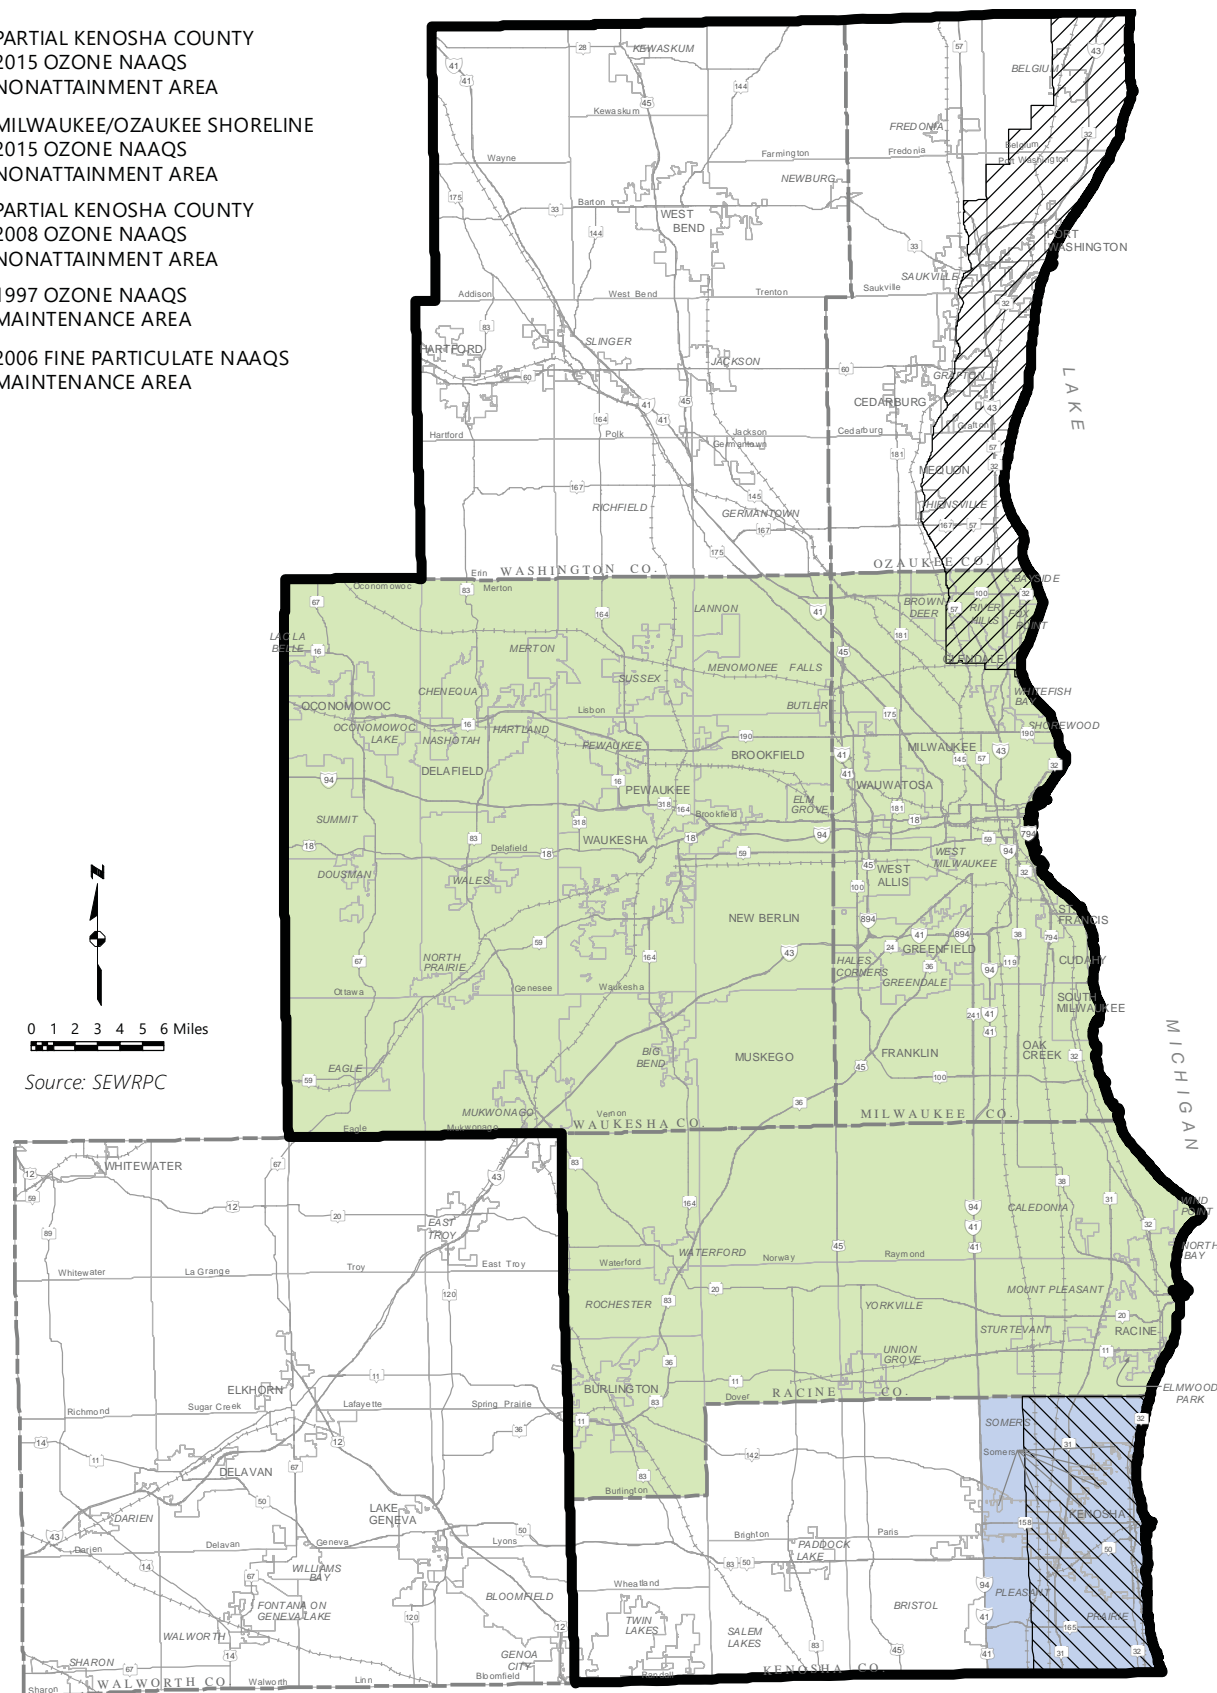 PARTIAL KENOSHA COUNTY
2015 OZONE NAAQS
NONATTAINMENT AREA
MILWAUKEE/OZAUKEE SHORELINE
2015 OZONE NAAQS
NONATTAINMENT AREA
PARTIAL KENOSHA COUNTY
2008 OZONE NAAQS
NONATTAINMENT AREA
1997 OZONE NAAQS
MAINTENANCE AREA
2006 FINE PARTICULATE NAAQS
MAINTENANCE AREA
KEWASKUM
Kewaskum
BELGIUM
FREDONIA
Fredonia
Belgium
Port Washington
Wayne
Farmington
NEWBURG
Barton
WEST
BEND
PORT
WASHINGTON
SAUKVILLE
Saukville
Addison
West Bend
Trenton
HARTFORD
SLINGER
JACKSON
GRAFTON
CEDARBURG
Grafton
Hartford
Polk
Jackson
Germantown
Cedarburg
MEQUON
THIENSVILLE
RICHFIELD
GERMANTOWN
LAKE
Erin
WASHINGTON CO.
OZAUKEE CO.
Oconomowoc
Merton
BAYSIDE
BROWN
DEER
RIVER
HILLS
FOX
POINT
LANNON
LAC LA
BELLE
MERTON
MENOMONEE FALLS
GLENDALE
SUSSEX
CHENEQUA
WHITEFISH
BAY
OCONOMOWOC
Lisbon
BUTLER
SHOREWOOD
OCONOMOWOC
LAKE
NASHOTAH
HARTLAND
PEWAUKEE
BROOKFIELD
MILWAUKEE
DELAFIELD
PEWAUKEE
ELM
GROVE
WAUWATOSA
Brookfield
SUMMIT
WAUKESHA
Delafield
WEST
MILWAUKEE
DOUSMAN
WALES
WEST
ALLIS
NEW BERLIN
ST.
FRANCIS
GREENFIELD
HALES
CORNERS
CUDAHY
NORTH
PRAIRIE
GREENDALE
Ottawa
Genesee
Waukesha
SOUTH
MILWAUKEE
0 1 2 3 4 5 6 Miles
Source: SEWRPC
BIG
BEND
MUSKEGO
FRANKLIN
OAK
CREEK
MICHIGAN
EAGLE
MUKWONAGO
Vernon
Eagle
Mukwonago
WAUKESHA CO.
MILWAUKEE CO.
WHITEWATER
EAST
TROY
CALEDONIA
WIND
POINT
NORTH
BAY
WATERFORD
Norway
Raymond
Whitewater
La Grange
Troy
East Troy
Waterford
ROCHESTER
YORKVILLE
MOUNT PLEASANT
STURTEVANT
RACINE
UNION
GROVE
ELKHORN
BURLINGTON
Dover
RACINE CO.
ELMWOOD
PARK
Richmond
Sugar Creek
Lafayette
Spring Prairie
SOMERS
Somers
DELAVAN
Burlington
DARIEN
LAKE
GENEVA
KENOSHA
Darien
Delavan
Geneva
Lyons
Brighton
Paris
PADDOCK
LAKE
WILLIAMS
BAY
Wheatland
PLEASANT
PRAIRIE
BLOOMFIELD
FONTANA ON
GENEVA LAKE
TWIN
LAKES
SALEM
LAKES
BRISTOL
WALWORTH
GENOA
CITY
SHARON
Sharon
WALWORTH CO.
Walworth
Linn
Bloomfield
Randall
KENOSHA CO.